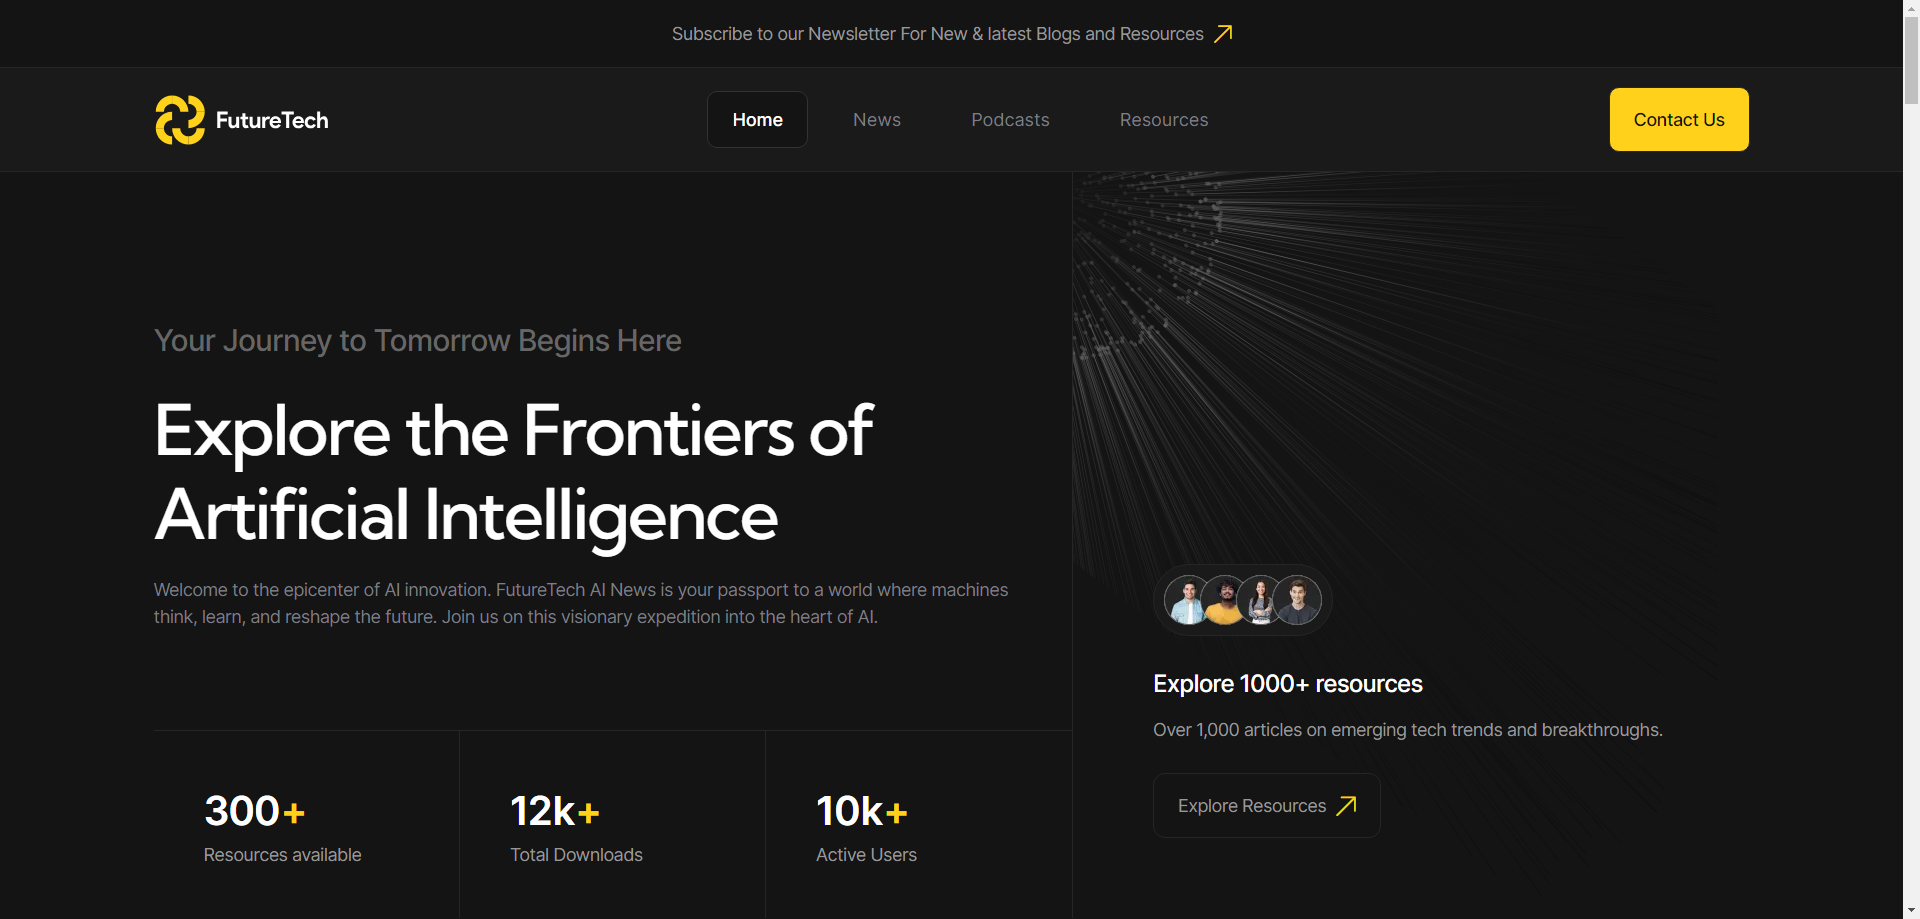 Subscribe to our Newsletter For New & latest Blogs and Resources
FutureTech
Home
News
Podcasts
Resources
Contact Us
Your Journey to Tomorrow Begins Here
Explore the Frontiers of
Artificial Intelligence
Welcome to the epicenter of AI innovation. FutureTech AI News is your passport to a world where machines
think, learn, and reshape the future. Join us on this visionary expedition into the heart of AI.
300+
Resources available
12k+
Total Downloads
10k+
Active Users
Explore 1000+ resources
Over 1,000 articles on emerging tech trends and breakthroughs.
Explore Resources